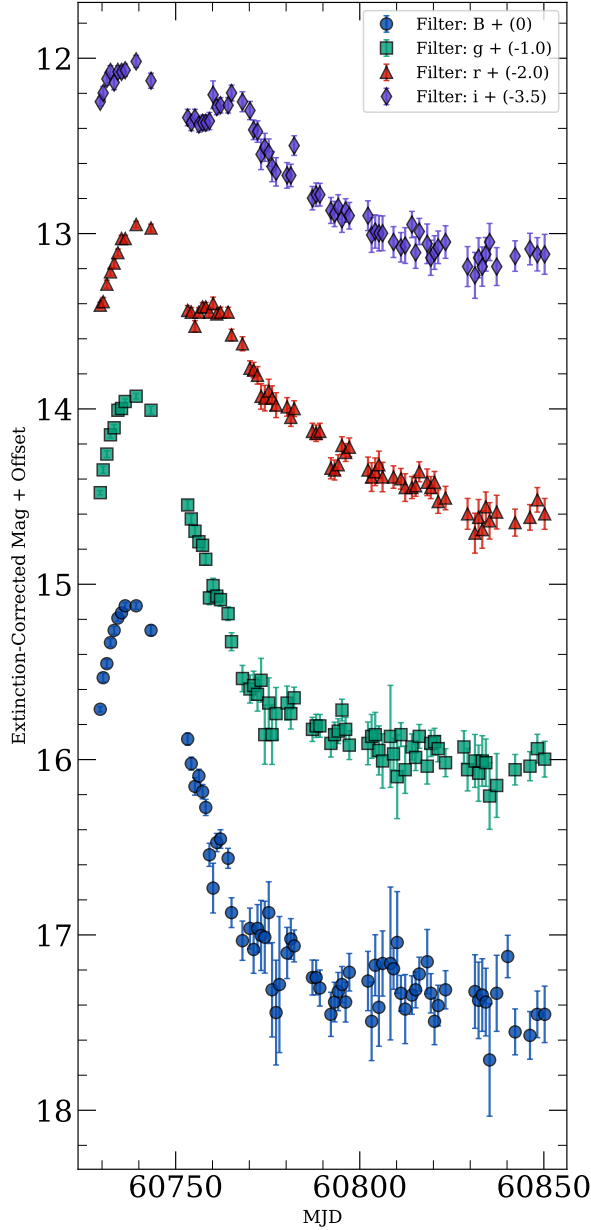 Filter: B + (0)
Filter: g + (-1.0)
Filter: r + (-2.0)
Filter: i + (-3.5)
12
13
14
15
16
17
18
Extinction-Corrected Mag + Offset
60750
60800
60850
MJD